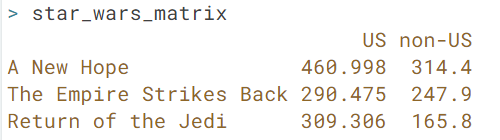 > star_wars_matrix
US non-US
A New Hope 460.998 314.4
The Empire Strikes Back 290.475 247.9
Return of the Jedi 309.306 165.8